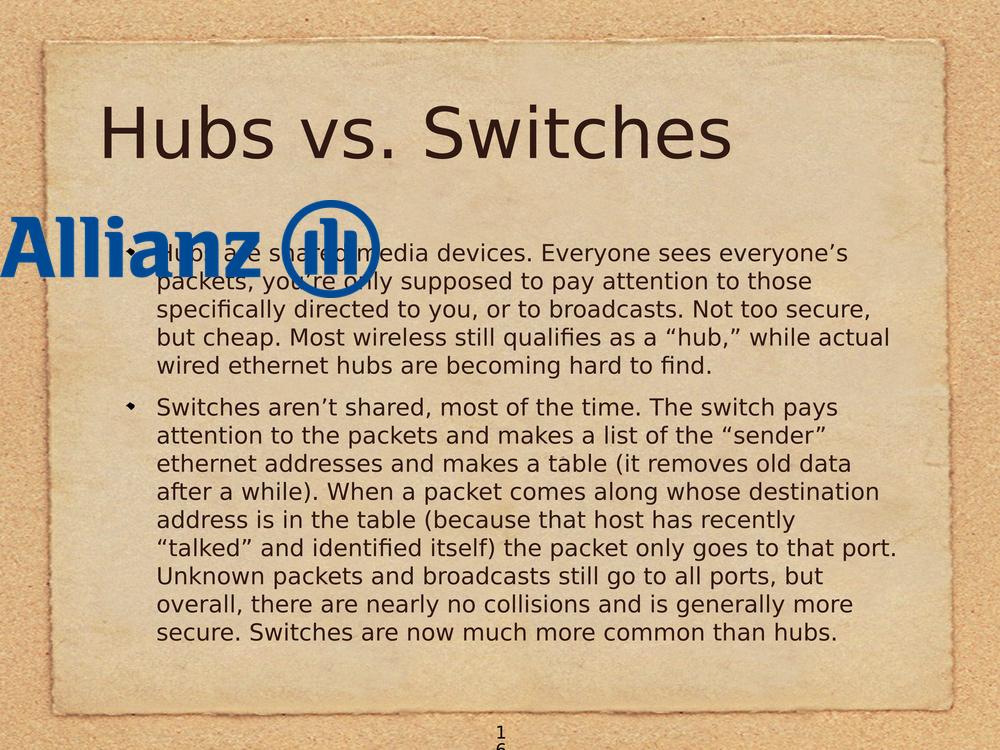 Hubs vs. Switches
Allianz
• Hubs are shared media devices. Everyone sees everyone’s
packets, you’re only supposed to pay attention to those
specifically directed to you, or to broadcasts. Not too secure,
but cheap. Most wireless still qualifies as a “hub,” while actual
wired ethernet hubs are becoming hard to find.
• Switches aren’t shared, most of the time. The switch pays
attention to the packets and makes a list of the “sender”
ethernet addresses and makes a table (it removes old data
after a while). When a packet comes along whose destination
address is in the table (because that host has recently
“talked” and identified itself) the packet only goes to that port.
Unknown packets and broadcasts still go to all ports, but
overall, there are nearly no collisions and is generally more
secure. Switches are now much more common than hubs.
1
6